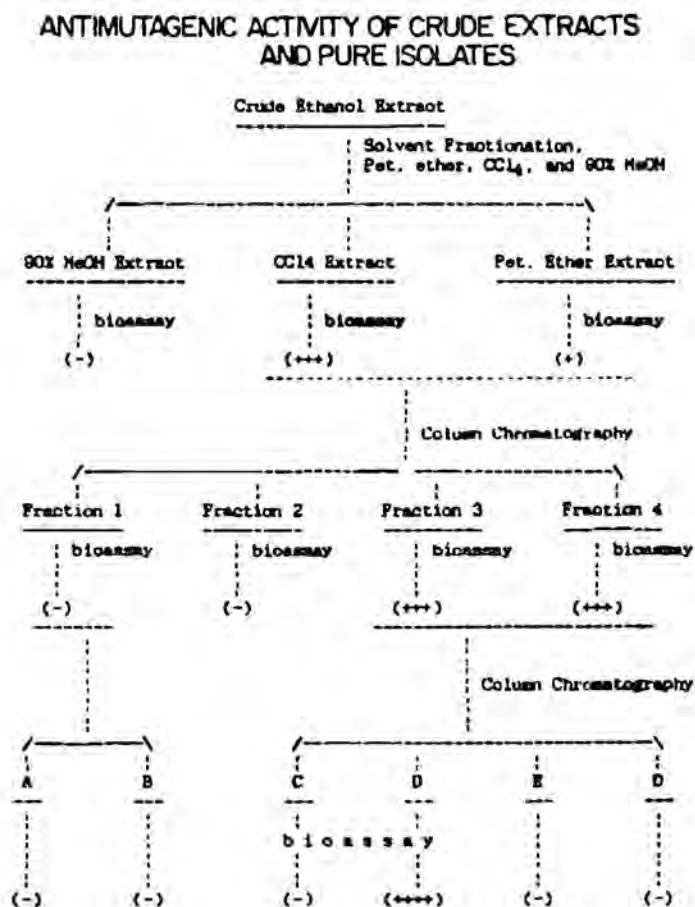 ANTIMUTAGENIC ACTIVITY OF CRUDE EXTRACTS
AND PURE ISOLATES
Crude Ethanol Extract
Solvent Fractionation,
Pet. ether, CCl4, and 90% MeOH
90% MeOH Extract CCl4 Extract Pet. Ether Extract
bioassay bioassay bioassay
(-) (+++) (+)
Column Chromatography
Fraction 1 Fraction 2 Fraction 3 Fraction 4
bioassay bioassay bioassay bioassay
(-) (-) (+++) (+++)
Column Chromatography
A B C D E D
b i o a s s a y
(-) (-) (-) (++++) (-) (-)